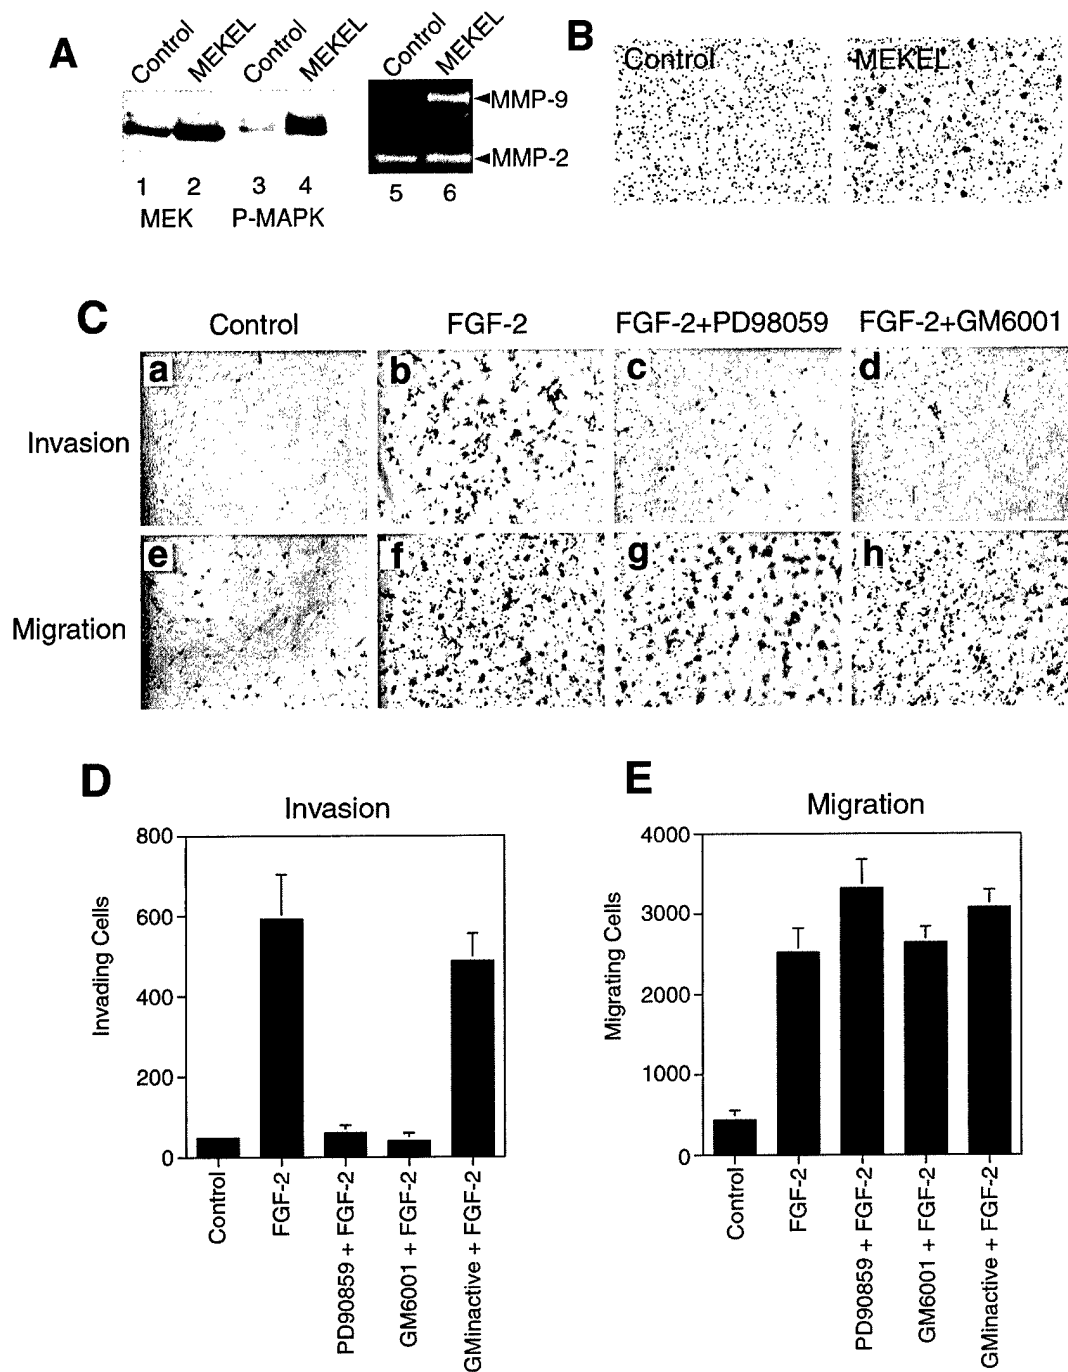 A
Control
MEKEL
Control
MEKEL
Control
MEKEL
MMP-9
MMP-2
1 2 3 4
5 6
MEK P-MAPK
B
Control
MEKEL
C
Control FGF-2 FGF-2+PD98059 FGF-2+GM6001
a b c d
Invasion
e f g h
Migration
D
Invasion
800
600
400
200
0
Invading Cells
Control
FGF-2
PD90859 + FGF-2
GM6001 + FGF-2
GMinactive + FGF-2
E
Migration
4000
3000
2000
1000
0
Migrating Cells
Control
FGF-2
PD90859 + FGF-2
GM6001 + FGF-2
GMinactive + FGF-2